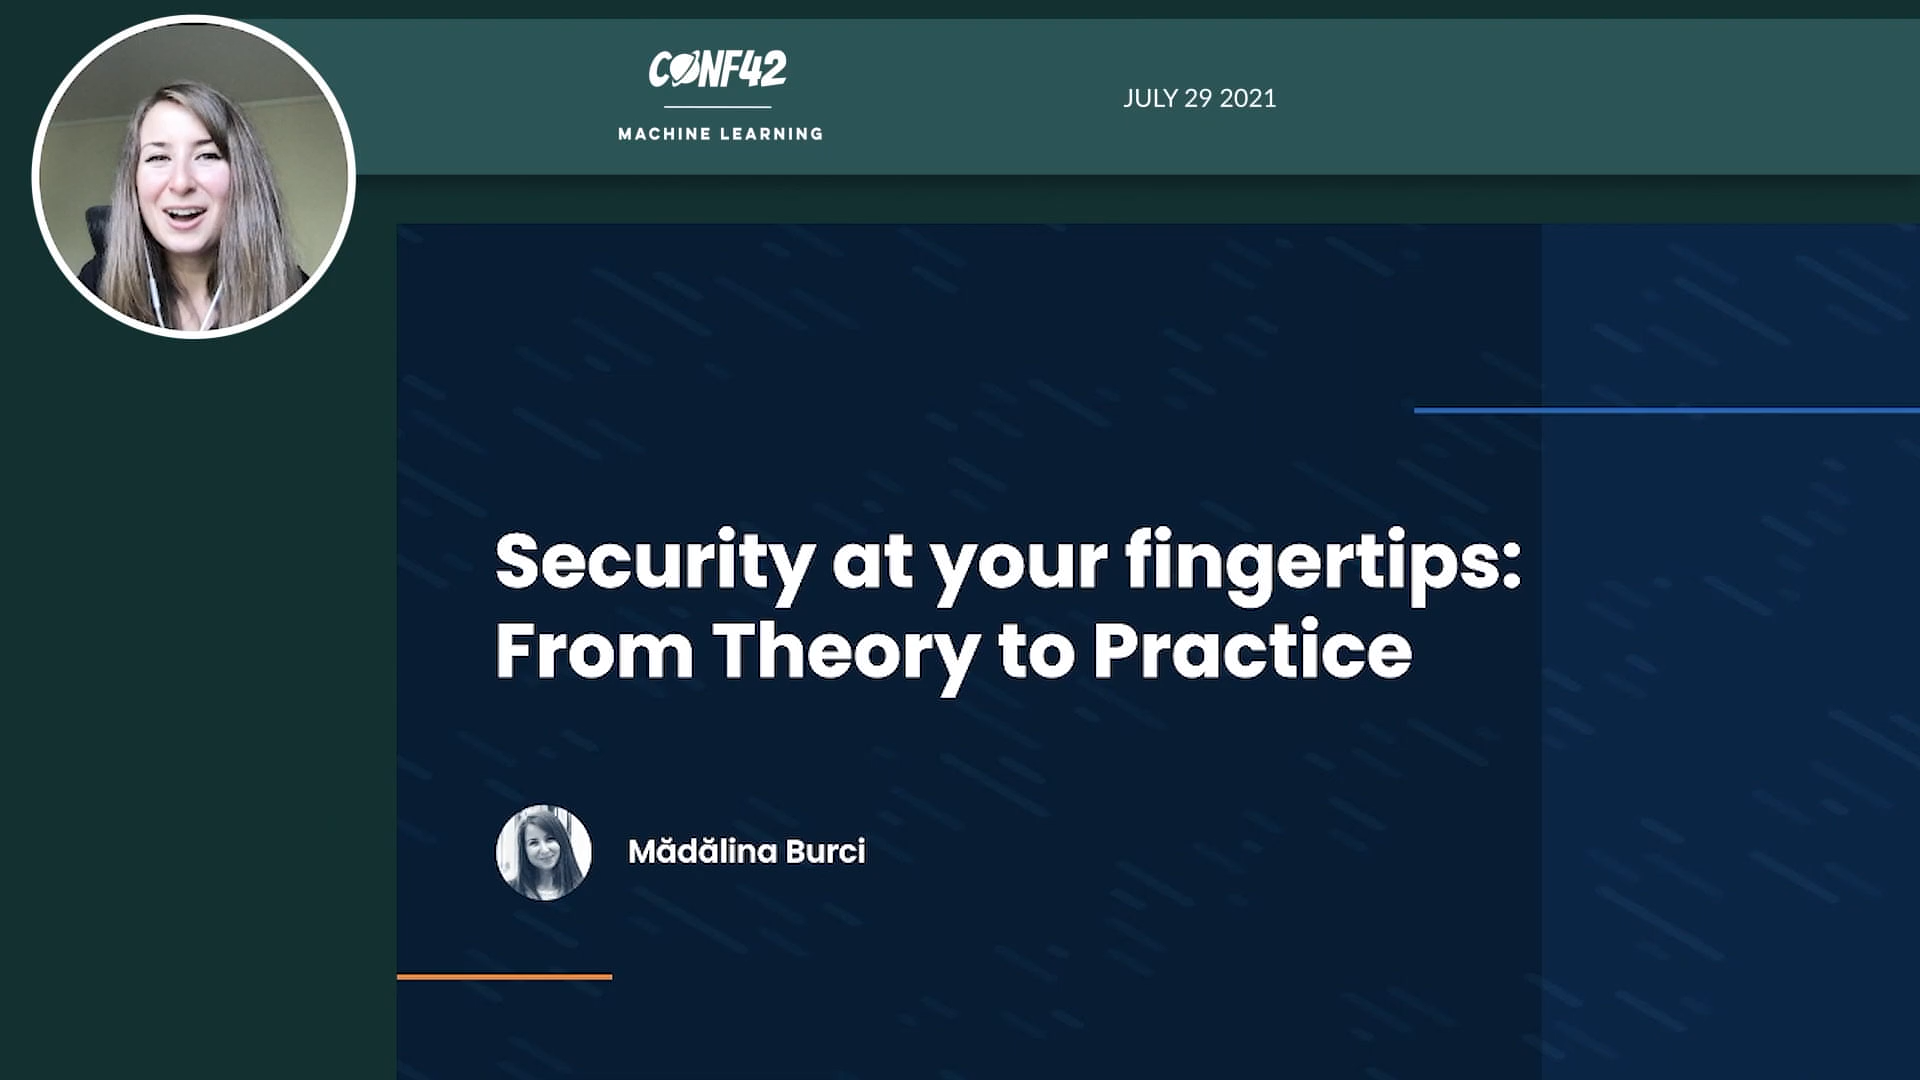 CONF42
MACHINE LEARNING
JULY 29 2021
Security at your fingertips:
From Theory to Practice
Mădălina Burci